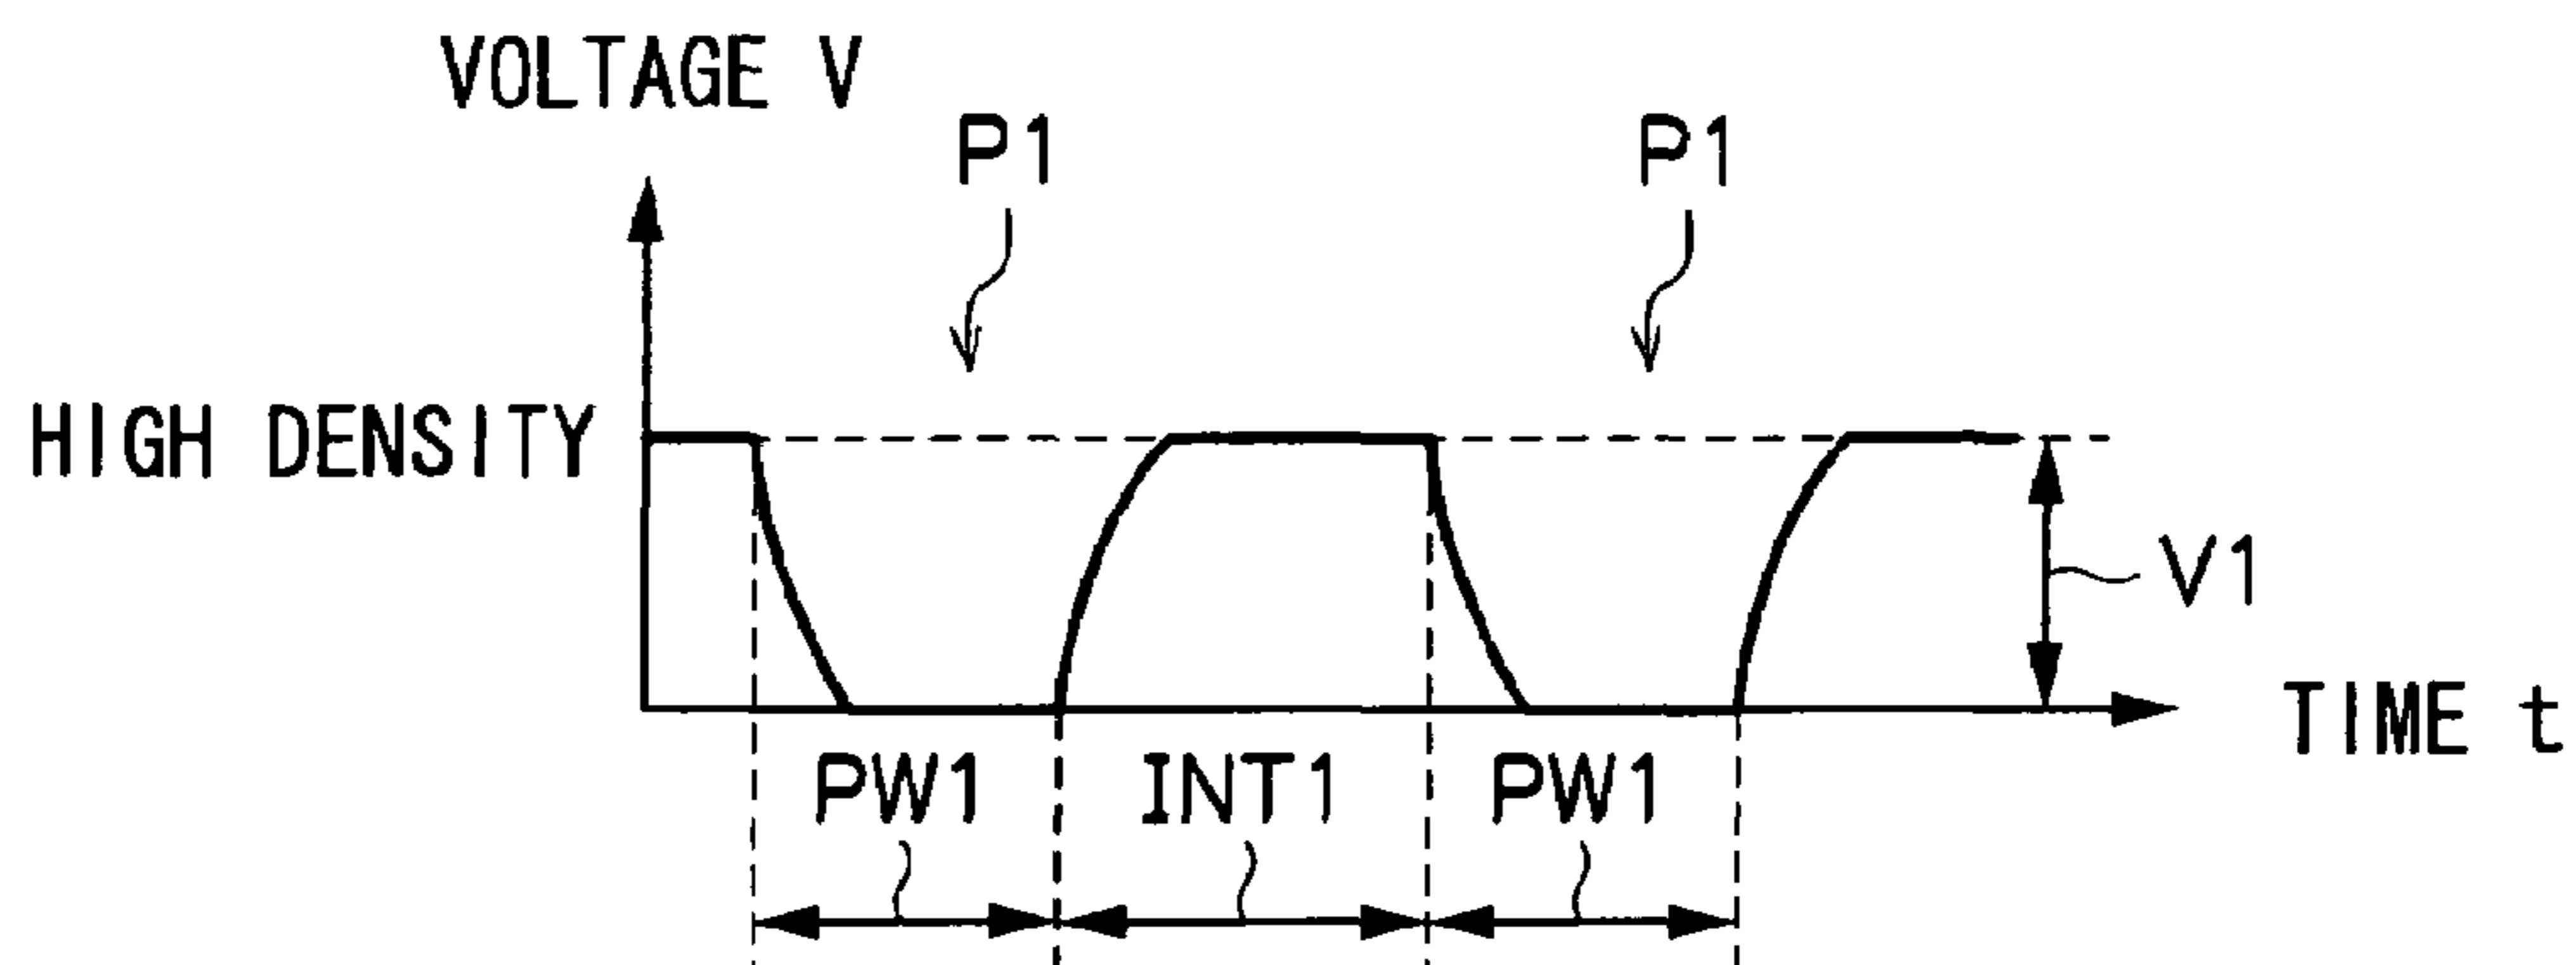 VOLTAGE V
P1
P1
HIGH DENSITY
V1
TIME t
PW1
INT1
PW1